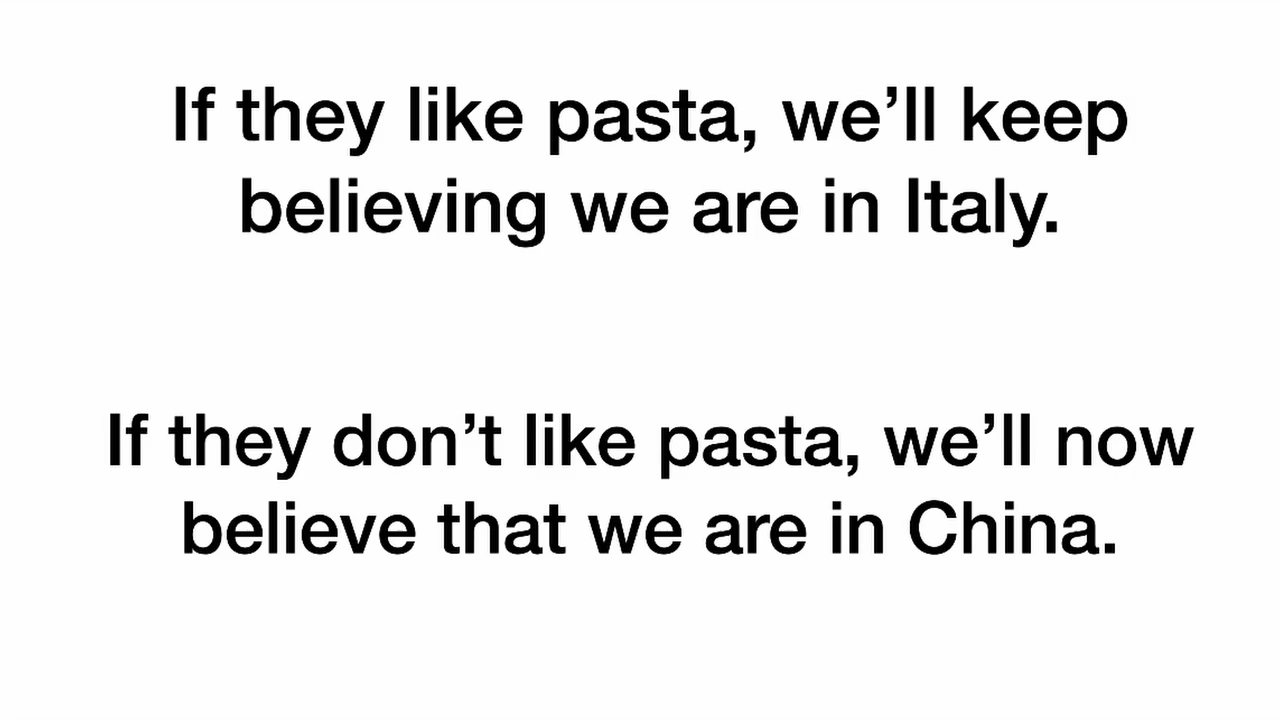 If they like pasta, we’ll keep
believing we are in Italy.
If they don’t like pasta, we’ll now
believe that we are in China.